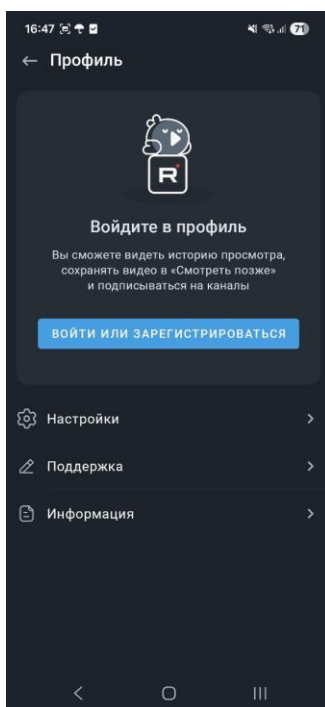 16:47 71
Профиль
R
Войдите в профиль
Вы сможете видеть историю просмотра,
сохранять видео в «Смотреть позже»
и подписываться на каналы
ВОЙТИ ИЛИ ЗАРЕГИСТРИРОВАТЬСЯ
Настройки
Поддержка
Информация